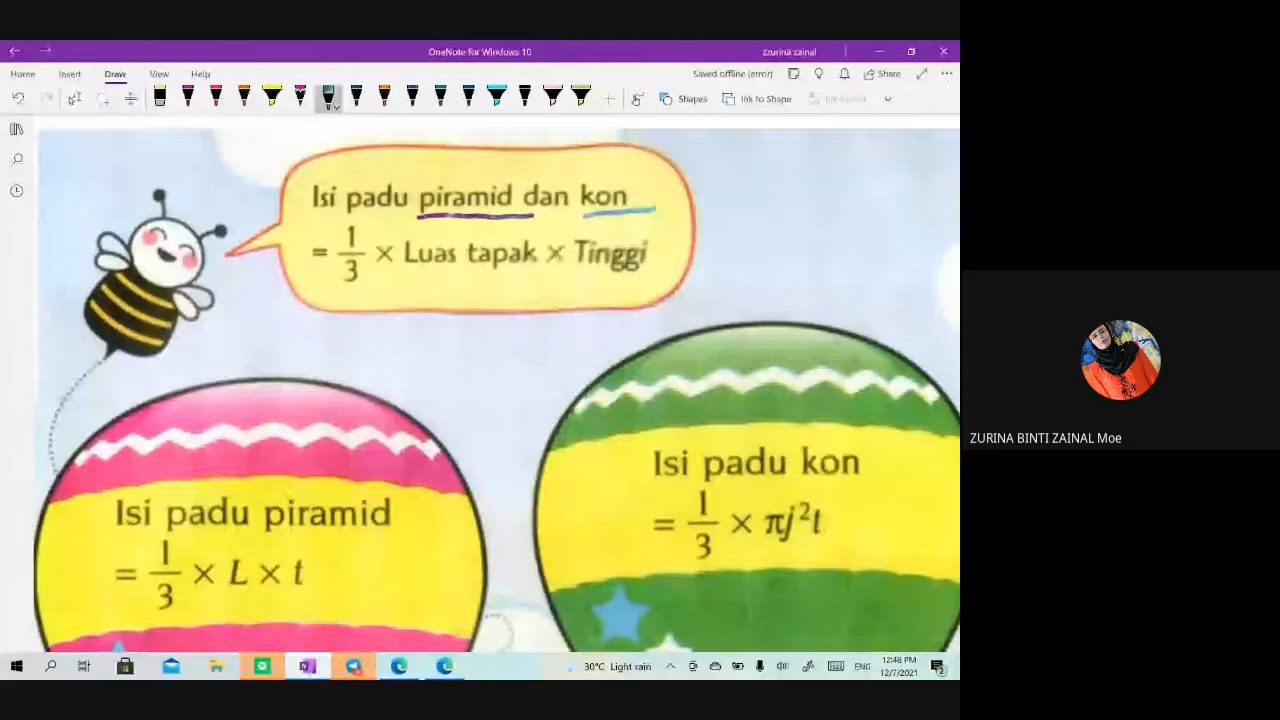 OneNote for Windows 10
zzurina zainal
Home Insert Draw View Help
Saved offline (error)
Share
Shapes
Ink to Shape
Isi padu piramid dan kon
= 1/3 × Luas tapak × Tinggi
Isi padu piramid
= 1/3 × L × t
Isi padu kon
= 1/3 × πj²t
ZURINA BINTI ZAINAL Moe
30°C Light rain
ENG
12:46 PM
12/7/2021
2